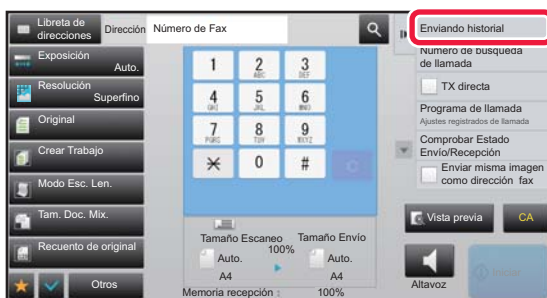 Libreta de
direcciones
Dirección
Número de Fax
Exposición
Auto.
Resolución
Superfino
Original
Crear Trabajo
Modo Esc. Len.
Tam. Doc. Mix.
Recuento de original
Otros
1
2
ABC
3
DEF
4
GHI
5
JKL
6
MNO
7
PQRS
8
TUV
9
WXYZ
0
#
C
Tamaño Escaneo
100%
Tamaño Envío
Auto.
A4
Auto.
A4
Memoria recepción :
100%
Enviando historial
Número de búsqueda
de llamada
TX directa
Programa de llamada
Ajustes registrados de llamada
Comprobar Estado
Envío/Recepción
Enviar misma imagen
como dirección fax
Vista previa
CA
Altavoz
Iniciar